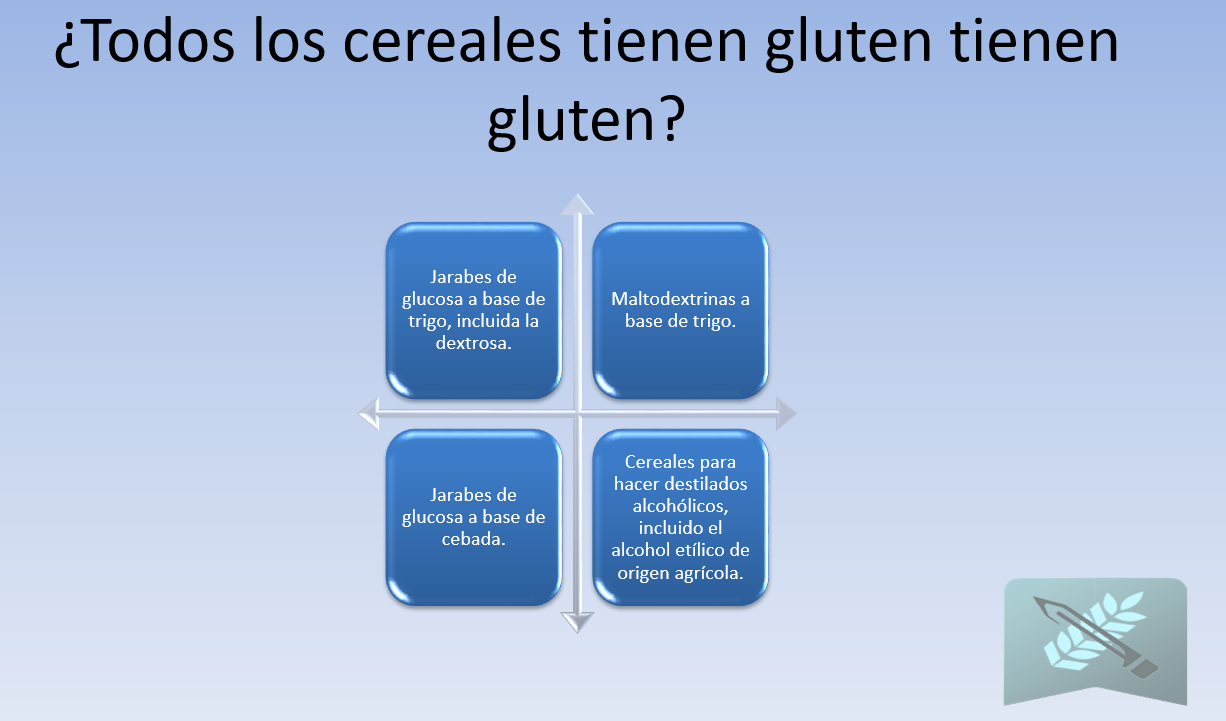 ¿Todos los cereales tienen gluten tienen
gluten?
Jarabes de
glucosa a base de
trigo, incluida la
dextrosa.
Maltodextrinas a
base de trigo.
Jarabes de
glucosa a base de
cebada.
Cereales para
hacer destilados
alcohólicos,
incluido el
alcohol etílico de
origen agrícola.